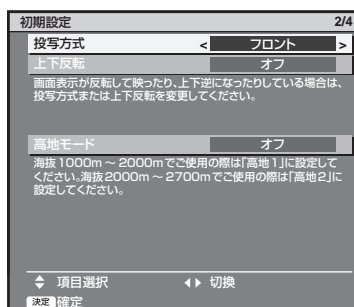 初期設定 2/4
投写方式 < フロント >
上下反転 オフ
画面表示が反転して映ったり、上下逆になったりしている場合は、
投写方式または上下反転を変更してください。
高地モード オフ
海抜1000m～2000mでご使用の際は「高地1」に設定して
ください。海抜2000m～2700mでご使用の際は「高地2」に
設定してください。
項目選択 切換
決定 確定